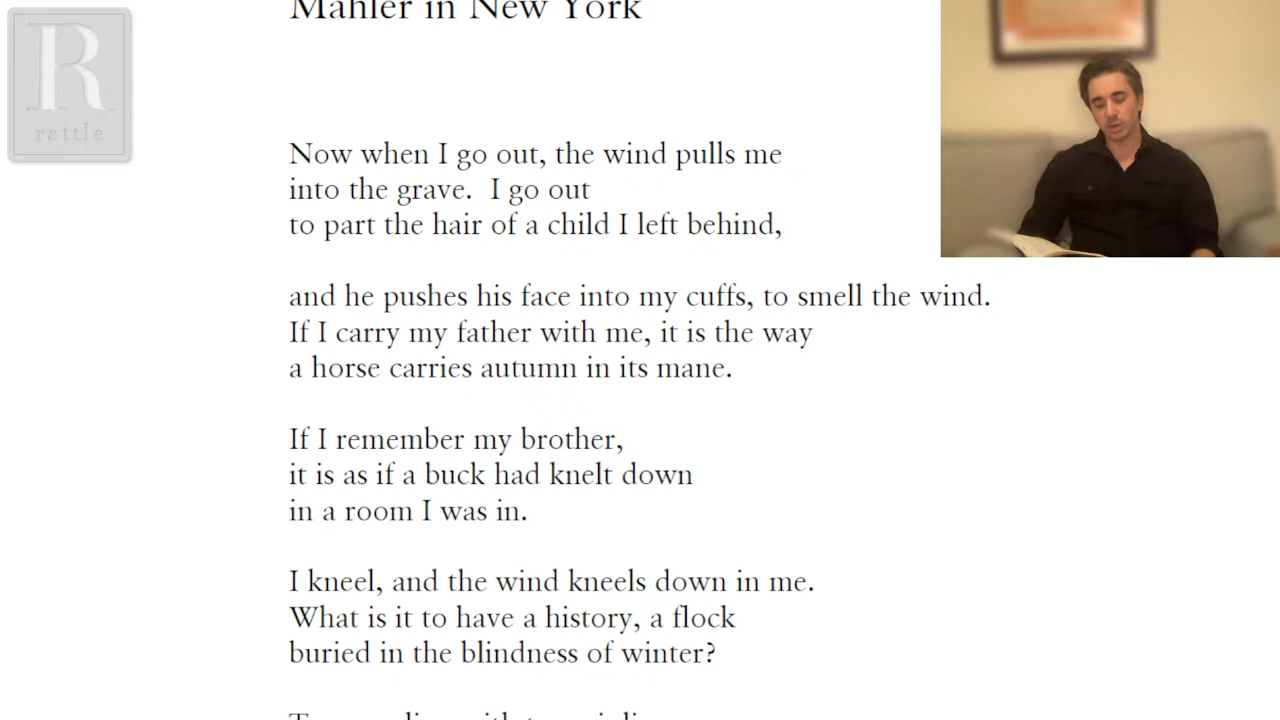 Mahler in New York
R
rattle
Now when I go out, the wind pulls me
into the grave.  I go out
to part the hair of a child I left behind,
and he pushes his face into my cuffs, to smell the wind.
If I carry my father with me, it is the way
a horse carries autumn in its mane.
If I remember my brother,
it is as if a buck had knelt down
in a room I was in.
I kneel, and the wind kneels down in me.
What is it to have a history, a flock
buried in the blindness of winter?